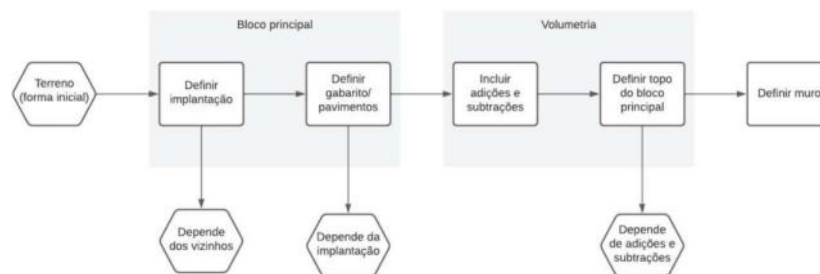 Bloco principal
Volumetria
Terreno
(forma inicial)
Definir
implantação
Definir
gabarito/
pavimentos
Incluir
adições e
subtrações
Definir topo
do bloco
principal
Definir muro
Depende
dos vizinhos
Depende da
implantação
Depende
de adições e
subtrações